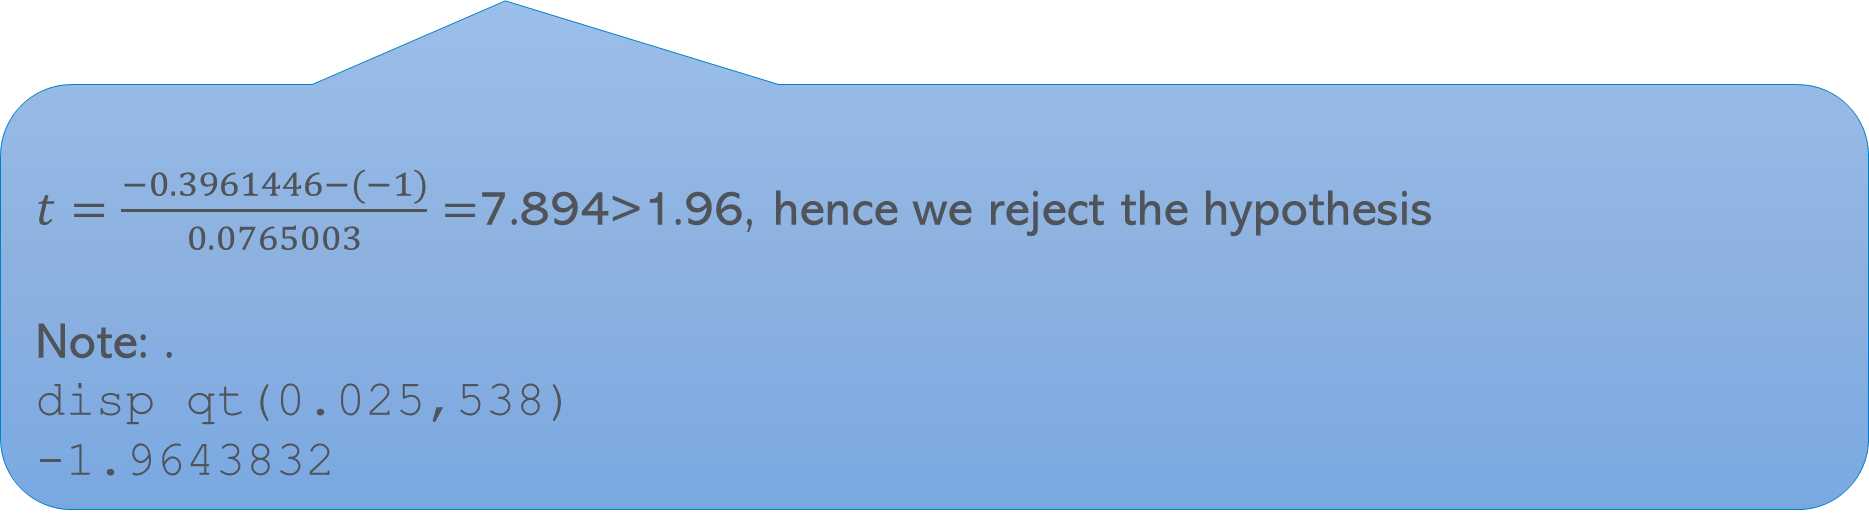 t = −0.3961446−(−1) / 0.0765003 =7.894>1.96, hence we reject the hypothesis
Note: .
disp qt(0.025,538)
-1.9643832